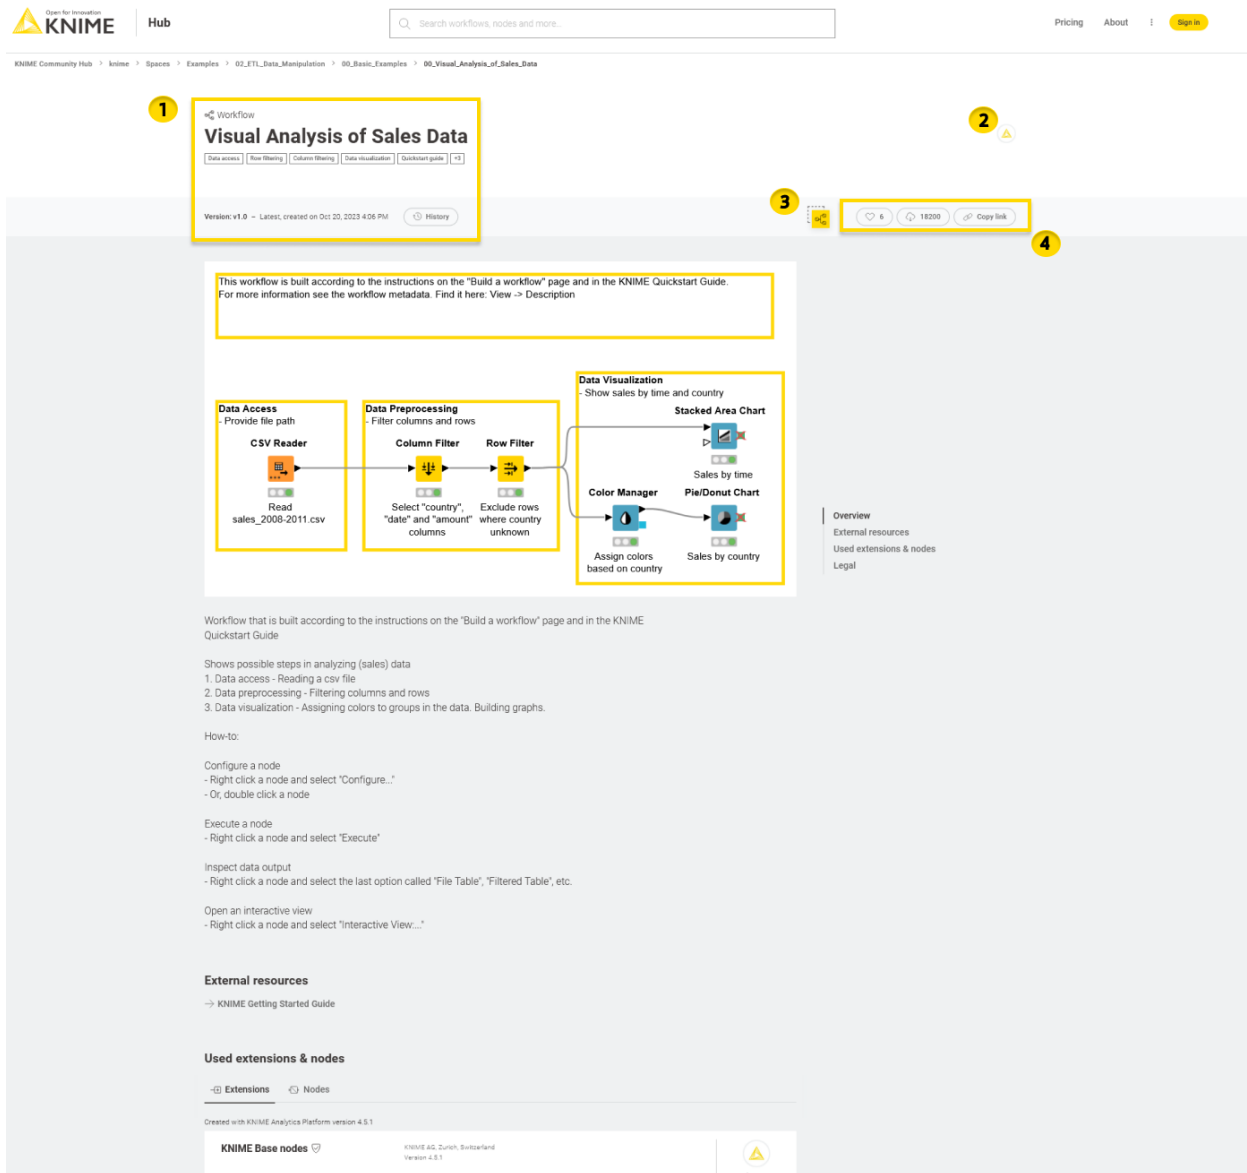 Open for Innovation
KNIME
Hub
Search workflows, nodes and more...
Pricing
About
Sign in
KNIME Community Hub > knime > Spaces > Examples > 02_ETL_Data_Manipulation > 00_Basic_Examples > 00_Visual_Analysis_of_Sales_Data
1
Workflow
Visual Analysis of Sales Data
Data access
Row filtering
Column filtering
Data visualization
Quickstart guide
+3
2
Version: v1.0 – Latest, created on Oct 20, 2023 4:06 PM
History
3
6
18200
Copy link
4
This workflow is built according to the instructions on the "Build a workflow" page and in the KNIME Quickstart Guide.
For more information see the workflow metadata. Find it here: View -> Description
Data Access
- Provide file path
CSV Reader
Read
sales_2008-2011.csv
Data Preprocessing
- Filter columns and rows
Column Filter
Select "country",
"date" and "amount"
columns
Row Filter
Exclude rows
where country
unknown
Data Visualization
- Show sales by time and country
Stacked Area Chart
Sales by time
Color Manager
Assign colors
based on country
Pie/Donut Chart
Sales by country
Overview
External resources
Used extensions & nodes
Legal
Workflow that is built according to the instructions on the "Build a workflow" page and in the KNIME
Quickstart Guide
Shows possible steps in analyzing (sales) data
1. Data access - Reading a csv file
2. Data preprocessing - Filtering columns and rows
3. Data visualization - Assigning colors to groups in the data. Building graphs.
How-to:
Configure a node
- Right click a node and select "Configure..."
- Or, double click a node
Execute a node
- Right click a node and select "Execute"
Inspect data output
- Right click a node and select the last option called "File Table", "Filtered Table", etc.
Open an interactive view
- Right click a node and select "Interactive View:..."
External resources
KNIME Getting Started Guide
Used extensions & nodes
Extensions
Nodes
Created with KNIME Analytics Platform version 4.5.1
KNIME Base nodes
KNIME AG, Zurich, Switzerland
Version 4.5.1